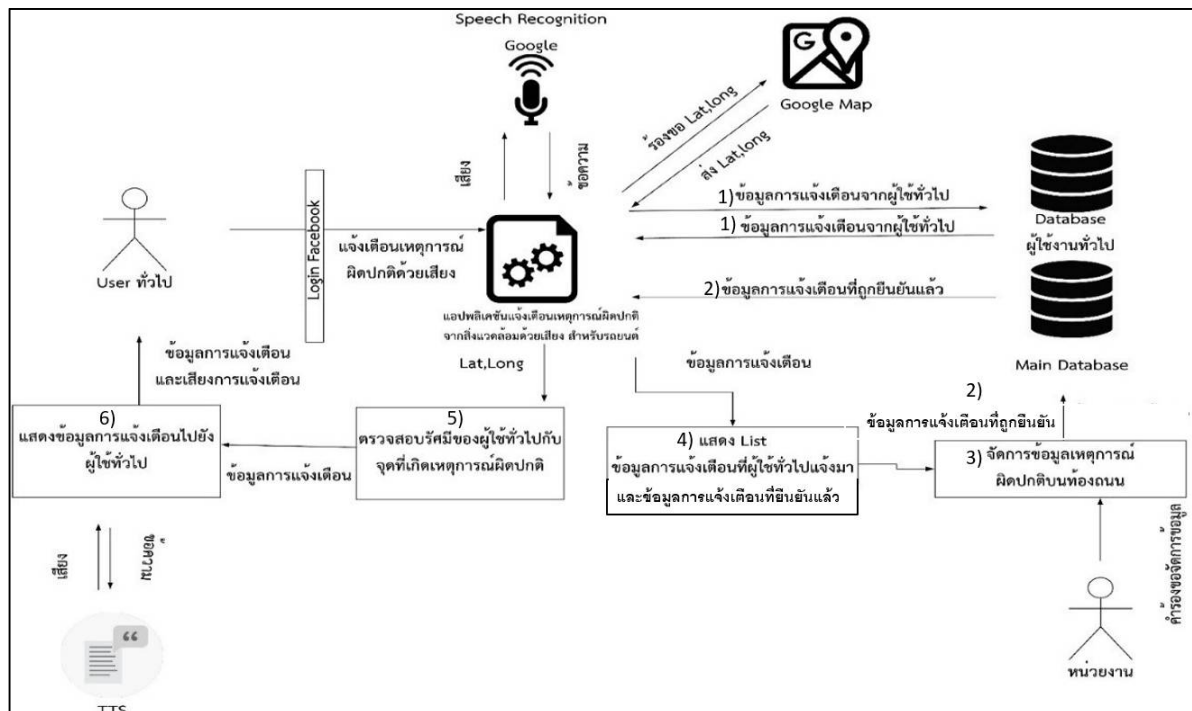 Speech Recognition
Google
G
Google Map
เสียง
ข้อความ
ร้องขอ Lat,long
ส่ง Lat,long
1)ข้อมูลการแจ้งเตือนจากผู้ใช้ทั่วไป
1) ข้อมูลการแจ้งเตือนจากผู้ใช้ทั่วไป
Database
ผู้ใช้งานทั่วไป
User ทั่วไป
Login Facebook
แจ้งเตือนเหตุการณ์
ผิดปกติด้วยเสียง
2)ข้อมูลการแจ้งเตือนที่ถูกยืนยันแล้ว
แอปพลิเคชันแจ้งเตือนเหตุการณ์ผิดปกติ
จากสิ่งแวดล้อมด้วยเสียง สำหรับรถยนต์
Main Database
ข้อมูลการแจ้งเตือน
และเสียงการแจ้งเตือน
Lat,Long
ข้อมูลการแจ้งเตือน
2)
ข้อมูลการแจ้งเตือนที่ถูกยืนยัน
6)
แสดงข้อมูลการแจ้งเตือนไปยัง
ผู้ใช้ทั่วไป
ข้อมูลการแจ้งเตือน
5)
ตรวจสอบรัศมีของผู้ใช้ทั่วไปกับ
จุดที่เกิดเหตุการณ์ผิดปกติ
4) แสดง List
ข้อมูลการแจ้งเตือนที่ผู้ใช้ทั่วไปแจ้งมา
และข้อมูลการแจ้งเตือนที่ยืนยันแล้ว
3) จัดการข้อมูลเหตุการณ์
ผิดปกติบนท้องถนน
เสียง
ข้อความ
คำร้องขอจัดการข้อมูล
หน่วยงาน
TTS